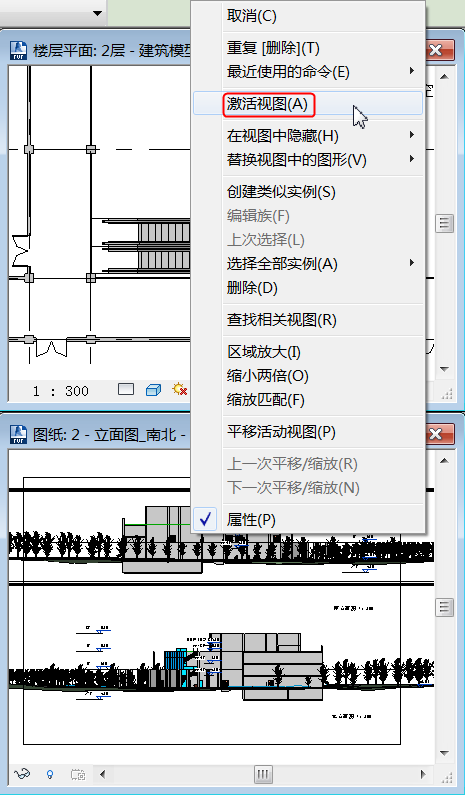 取消(C)
楼层平面: 2层 - 建筑模型
重复 [删除](T)
最近使用的命令(E)
激活视图(A)
在视图中隐藏(H)
替换视图中的图形(V)
创建类似实例(S)
编辑族(F)
上次选择(L)
选择全部实例(A)
删除(D)
查找相关视图(R)
区域放大(I)
缩小两倍(O)
缩放匹配(F)
平移活动视图(P)
上一次平移/缩放(R)
下一次平移/缩放(N)
属性(P)
1 : 300
图纸: 2 - 立面图_南北 -